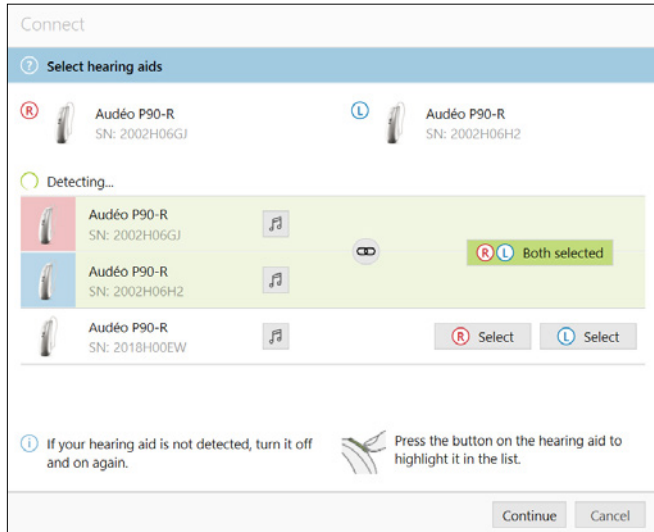 Connect
? Select hearing aids
R Audéo P90-R
SN: 2002H06GJ
L Audéo P90-R
SN: 2002H06H2
Detecting...
Audéo P90-R
SN: 2002H06GJ
R L Both selected
Audéo P90-R
SN: 2002H06H2
Audéo P90-R
SN: 2018H00EW
R Select
L Select
i If your hearing aid is not detected, turn it off
and on again.
Press the button on the hearing aid to
highlight it in the list.
Continue
Cancel